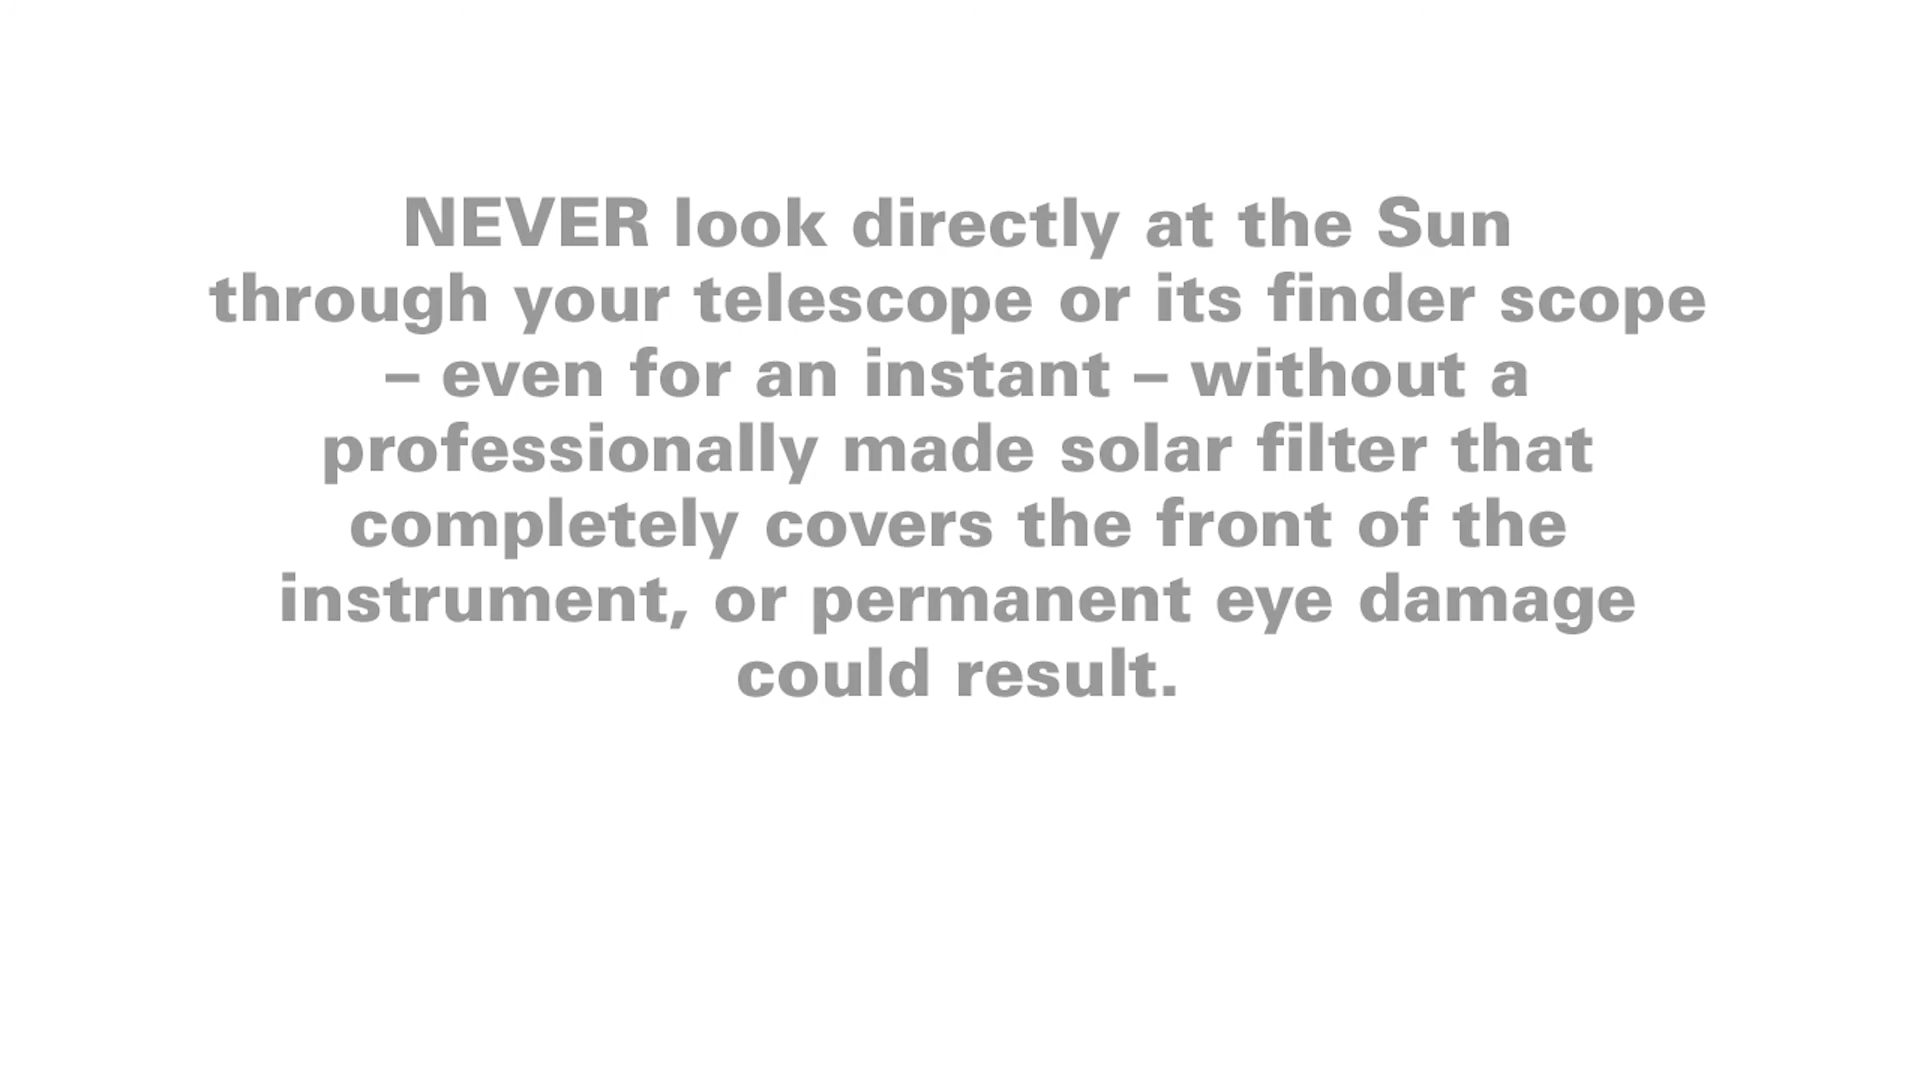 NEVER look directly at the Sun
through your telescope or its finder scope
– even for an instant – without a
professionally made solar filter that
completely covers the front of the
instrument, or permanent eye damage
could result.